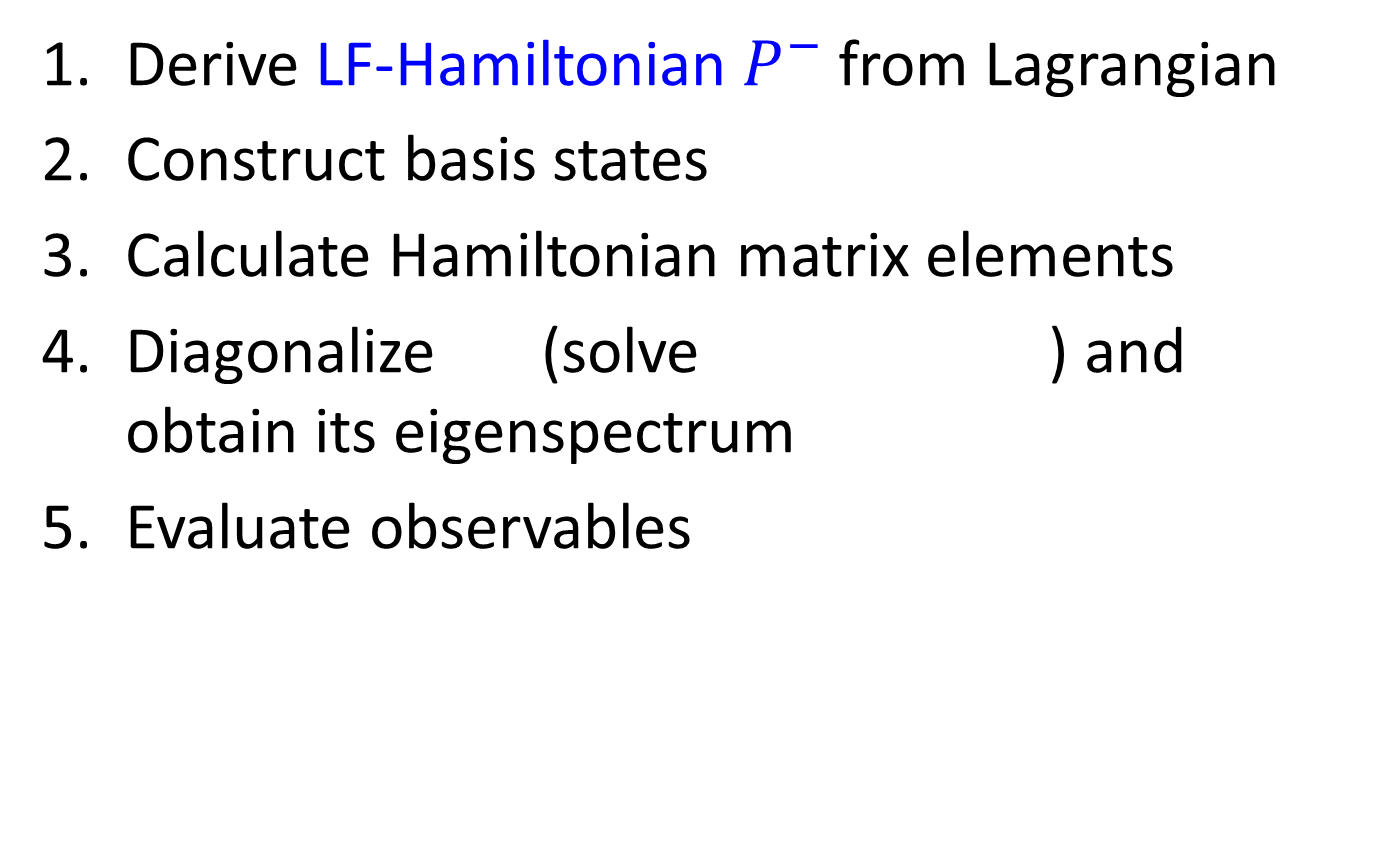 1. Derive LF-Hamiltonian P⁻ from Lagrangian
2. Construct basis states
3. Calculate Hamiltonian matrix elements
4. Diagonalize (solve ) and
obtain its eigenspectrum
5. Evaluate observables